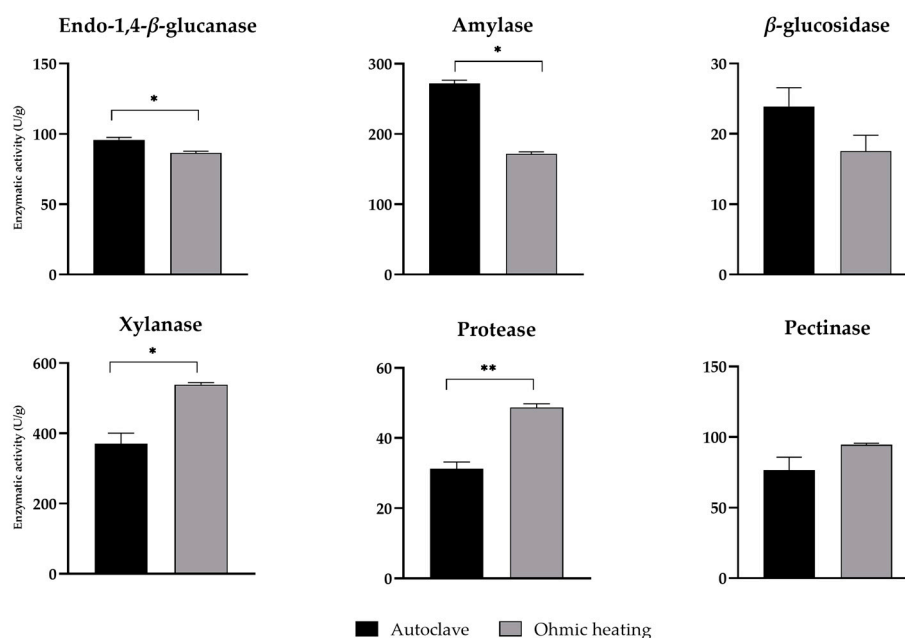 Endo-1,4-β-glucanase
150
100
50
0
Enzymatic activity (U/g)
*
Amylase
300
200
100
0
*
β-glucosidase
30
20
10
0
Xylanase
600
400
200
0
Enzymatic activity (U/g)
*
Protease
60
40
20
0
**
Pectinase
150
100
50
0
Autoclave
Ohmic heating